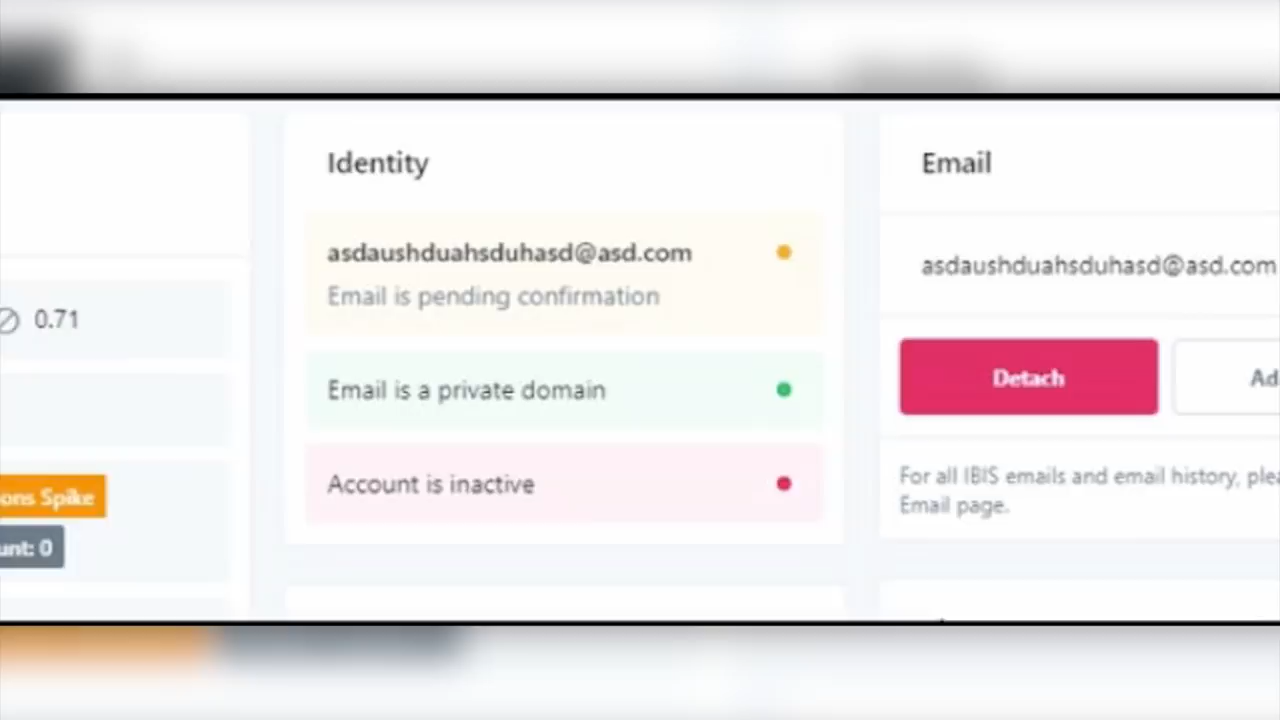 Identity
asdaushduahsduhasd@asd.com
Email is pending confirmation
Email is a private domain
Account is inactive
Email
asdaushduahsduhasd@asd.com
Detach
Ad
For all IBIS emails and email history, plea
Email page.
0.71
ons Spike
unt: 0